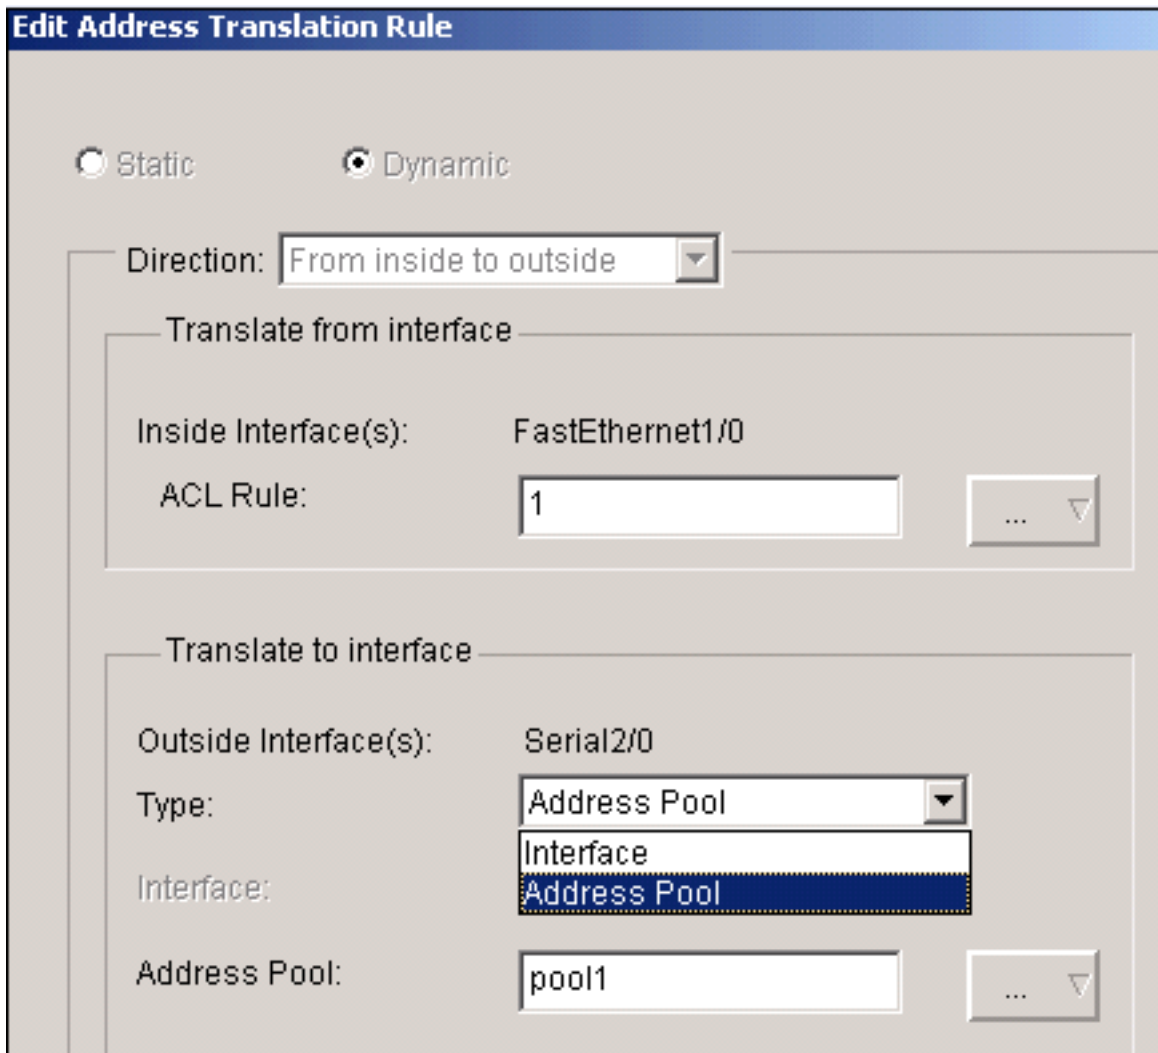 Edit Address Translation Rule
Static Dynamic
Direction: From inside to outside
Translate from interface
Inside Interface(s): FastEthernet1/0
ACL Rule: 1 ...
Translate to interface
Outside Interface(s): Serial2/0
Type: Address Pool
Interface
Address Pool
Interface:
Address Pool: pool1 ...